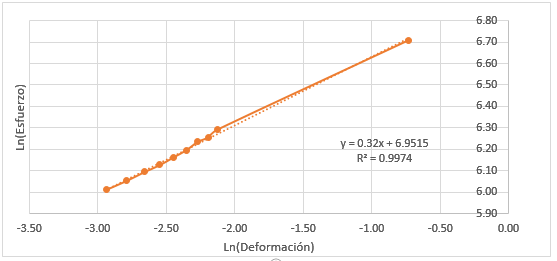 6.80
6.70
6.60
6.50
6.40
6.30
6.20
6.10
6.00
5.90
Ln(Esfuerzo)
y = 0.32x + 6.9515
R² = 0.9974
-3.50 -3.00 -2.50 -2.00 -1.50 -1.00 -0.50 0.00
Ln(Deformación)